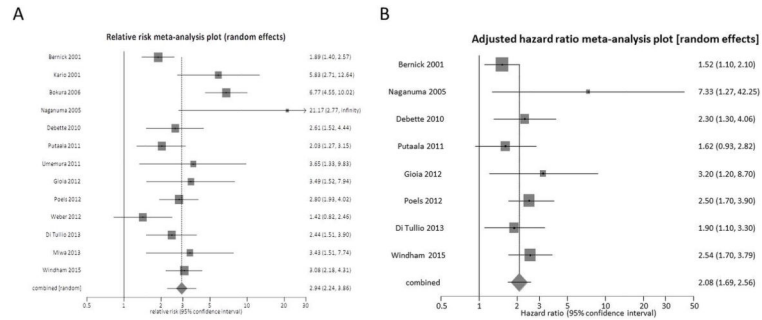 A
Relative risk meta-analysis plot (random effects)
Bernick 2001 1.89 (1.40, 2.57)
Kario 2001 5.83 (2.71, 12.64)
Bokura 2006 6.77 (4.55, 10.02)
Naganuma 2005 21.17 (2.77, infinity)
Debette 2010 2.61 (1.52, 4.44)
Putaala 2011 2.03 (1.27, 3.15)
Umemura 2011 3.65 (1.33, 9.83)
Gioia 2012 3.49 (1.52, 7.94)
Poels 2012 2.80 (1.93, 4.02)
Weber 2012 1.42 (0.82, 2.46)
Di Tullio 2013 2.44 (1.51, 3.90)
Miwa 2013 3.43 (1.51, 7.74)
Windham 2015 3.08 (2.18, 4.31)
combined [random] 2.94 (2.24, 3.86)
0.5 1 2 3 5 10 30
relative risk (95% confidence interval)
B
Adjusted hazard ratio meta-analysis plot [random effects]
Bernick 2001 1.52 (1.10, 2.10)
Naganuma 2005 7.33 (1.27, 42.25)
Debette 2010 2.30 (1.30, 4.06)
Putaala 2011 1.62 (0.93, 2.82)
Gioia 2012 3.20 (1.20, 8.70)
Poels 2012 2.50 (1.70, 3.90)
Di Tullio 2013 1.90 (1.10, 3.30)
Windham 2015 2.54 (1.70, 3.79)
combined 2.08 (1.69, 2.56)
0.5 1 2 5 10 50
Hazard ratio (95% confidence interval)